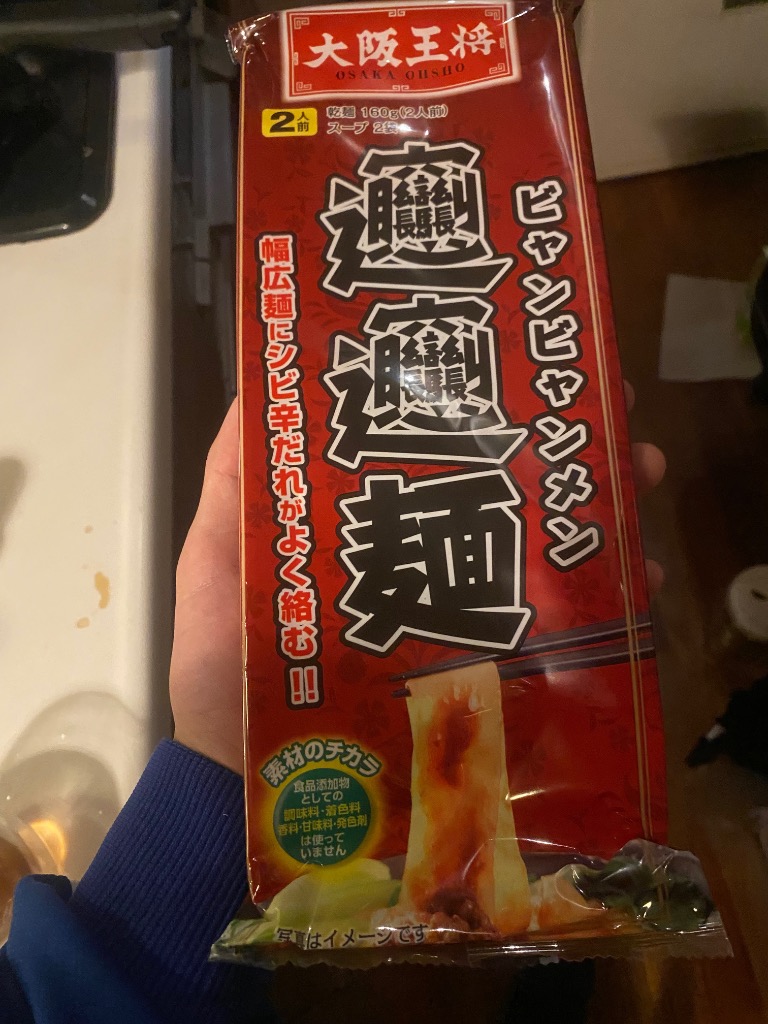 大阪王将
OSAKA OHSHO
2人前
乾麺 180g(2人前)
スープ 2袋
ビャンビャンメン
𰻞𰻞麺
幅広麺にシビ辛だれがよく絡む!!
素材のチカラ
食品添加物
としての
調味料・着色料
香料・甘味料・発色剤
は使って
いません
写真はイメージです